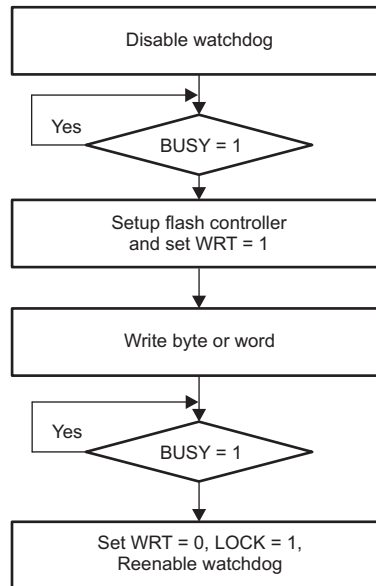 Disable watchdog
Yes
BUSY = 1
Setup flash controller
and set WRT = 1
Write byte or word
Yes
BUSY = 1
Set WRT = 0, LOCK = 1,
Reenable watchdog